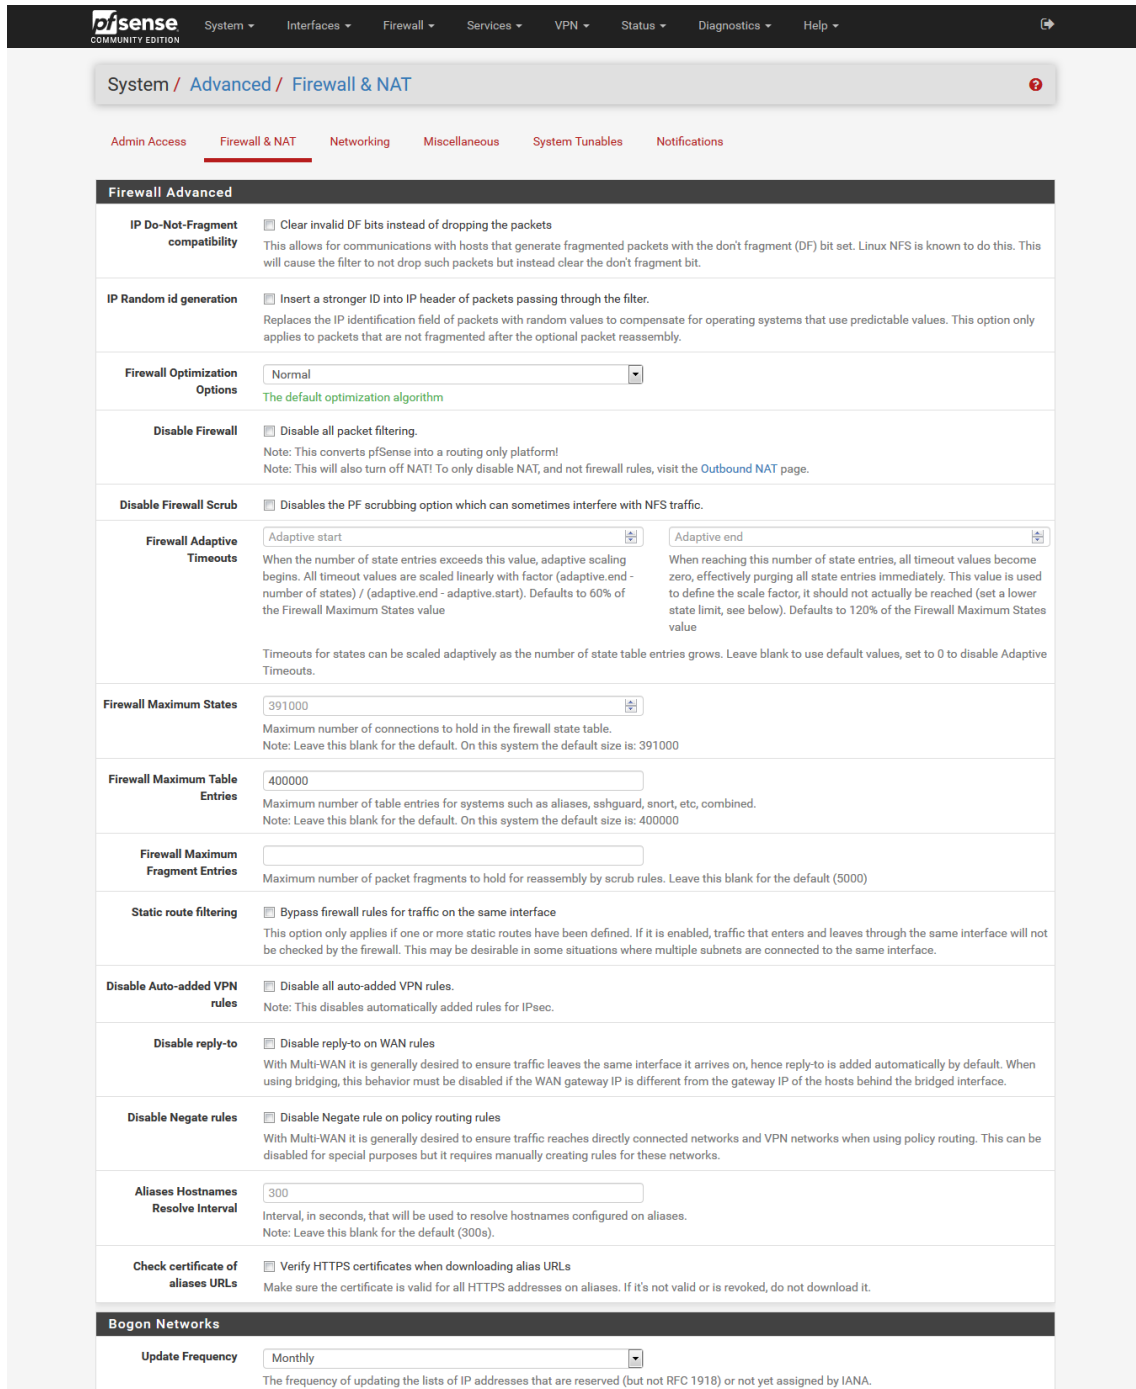 pfsense
COMMUNITY EDITION
System Interfaces Firewall Services VPN Status Diagnostics Help
System / Advanced / Firewall & NAT
Admin Access Firewall & NAT Networking Miscellaneous System Tunables Notifications
Firewall Advanced
IP Do-Not-Fragment compatibility
Clear invalid DF bits instead of dropping the packets
This allows for communications with hosts that generate fragmented packets with the don't fragment (DF) bit set. Linux NFS is known to do this. This
will cause the filter to not drop such packets but instead clear the don't fragment bit.
IP Random id generation
Insert a stronger ID into IP header of packets passing through the filter.
Replaces the IP identification field of packets with random values to compensate for operating systems that use predictable values. This option only
applies to packets that are not fragmented after the optional packet reassembly.
Firewall Optimization
Options
Normal
The default optimization algorithm
Disable Firewall
Disable all packet filtering.
Note: This converts pfSense into a routing only platform!
Note: This will also turn off NAT! To only disable NAT, and not firewall rules, visit the Outbound NAT page.
Disable Firewall Scrub
Disables the PF scrubbing option which can sometimes interfere with NFS traffic.
Firewall Adaptive
Timeouts
Adaptive start
When the number of state entries exceeds this value, adaptive scaling
begins. All timeout values are scaled linearly with factor (adaptive.end -
number of states) / (adaptive.end - adaptive.start). Defaults to 60% of
the Firewall Maximum States value
Adaptive end
When reaching this number of state entries, all timeout values become
zero, effectively purging all state entries immediately. This value is used
to define the scale factor, it should not actually be reached (set a lower
state limit, see below). Defaults to 120% of the Firewall Maximum States
value
Timeouts for states can be scaled adaptively as the number of state table entries grows. Leave blank to use default values, set to 0 to disable Adaptive
Timeouts.
Firewall Maximum States
391000
Maximum number of connections to hold in the firewall state table.
Note: Leave this blank for the default. On this system the default size is: 391000
Firewall Maximum Table
Entries
400000
Maximum number of table entries for systems such as aliases, sshguard, snort, etc, combined.
Note: Leave this blank for the default. On this system the default size is: 400000
Firewall Maximum
Fragment Entries
Maximum number of packet fragments to hold for reassembly by scrub rules. Leave this blank for the default (5000)
Static route filtering
Bypass firewall rules for traffic on the same interface
This option only applies if one or more static routes have been defined. If it is enabled, traffic that enters and leaves through the same interface will not
be checked by the firewall. This may be desirable in some situations where multiple subnets are connected to the same interface.
Disable Auto-added VPN
rules
Disable all auto-added VPN rules.
Note: This disables automatically added rules for IPsec.
Disable reply-to
Disable reply-to on WAN rules
With Multi-WAN it is generally desired to ensure traffic leaves the same interface it arrives on, hence reply-to is added automatically by default. When
using bridging, this behavior must be disabled if the WAN gateway IP is different from the gateway IP of the hosts behind the bridged interface.
Disable Negate rules
Disable Negate rule on policy routing rules
With Multi-WAN it is generally desired to ensure traffic reaches directly connected networks and VPN networks when using policy routing. This can be
disabled for special purposes but it requires manually creating rules for these networks.
Aliases Hostnames
Resolve Interval
300
Interval, in seconds, that will be used to resolve hostnames configured on aliases.
Note: Leave this blank for the default (300s).
Check certificate of
aliases URLs
Verify HTTPS certificates when downloading alias URLs
Make sure the certificate is valid for all HTTPS addresses on aliases. If it's not valid or is revoked, do not download it.
Bogon Networks
Update Frequency
Monthly
The frequency of updating the lists of IP addresses that are reserved (but not RFC 1918) or not yet assigned by IANA.